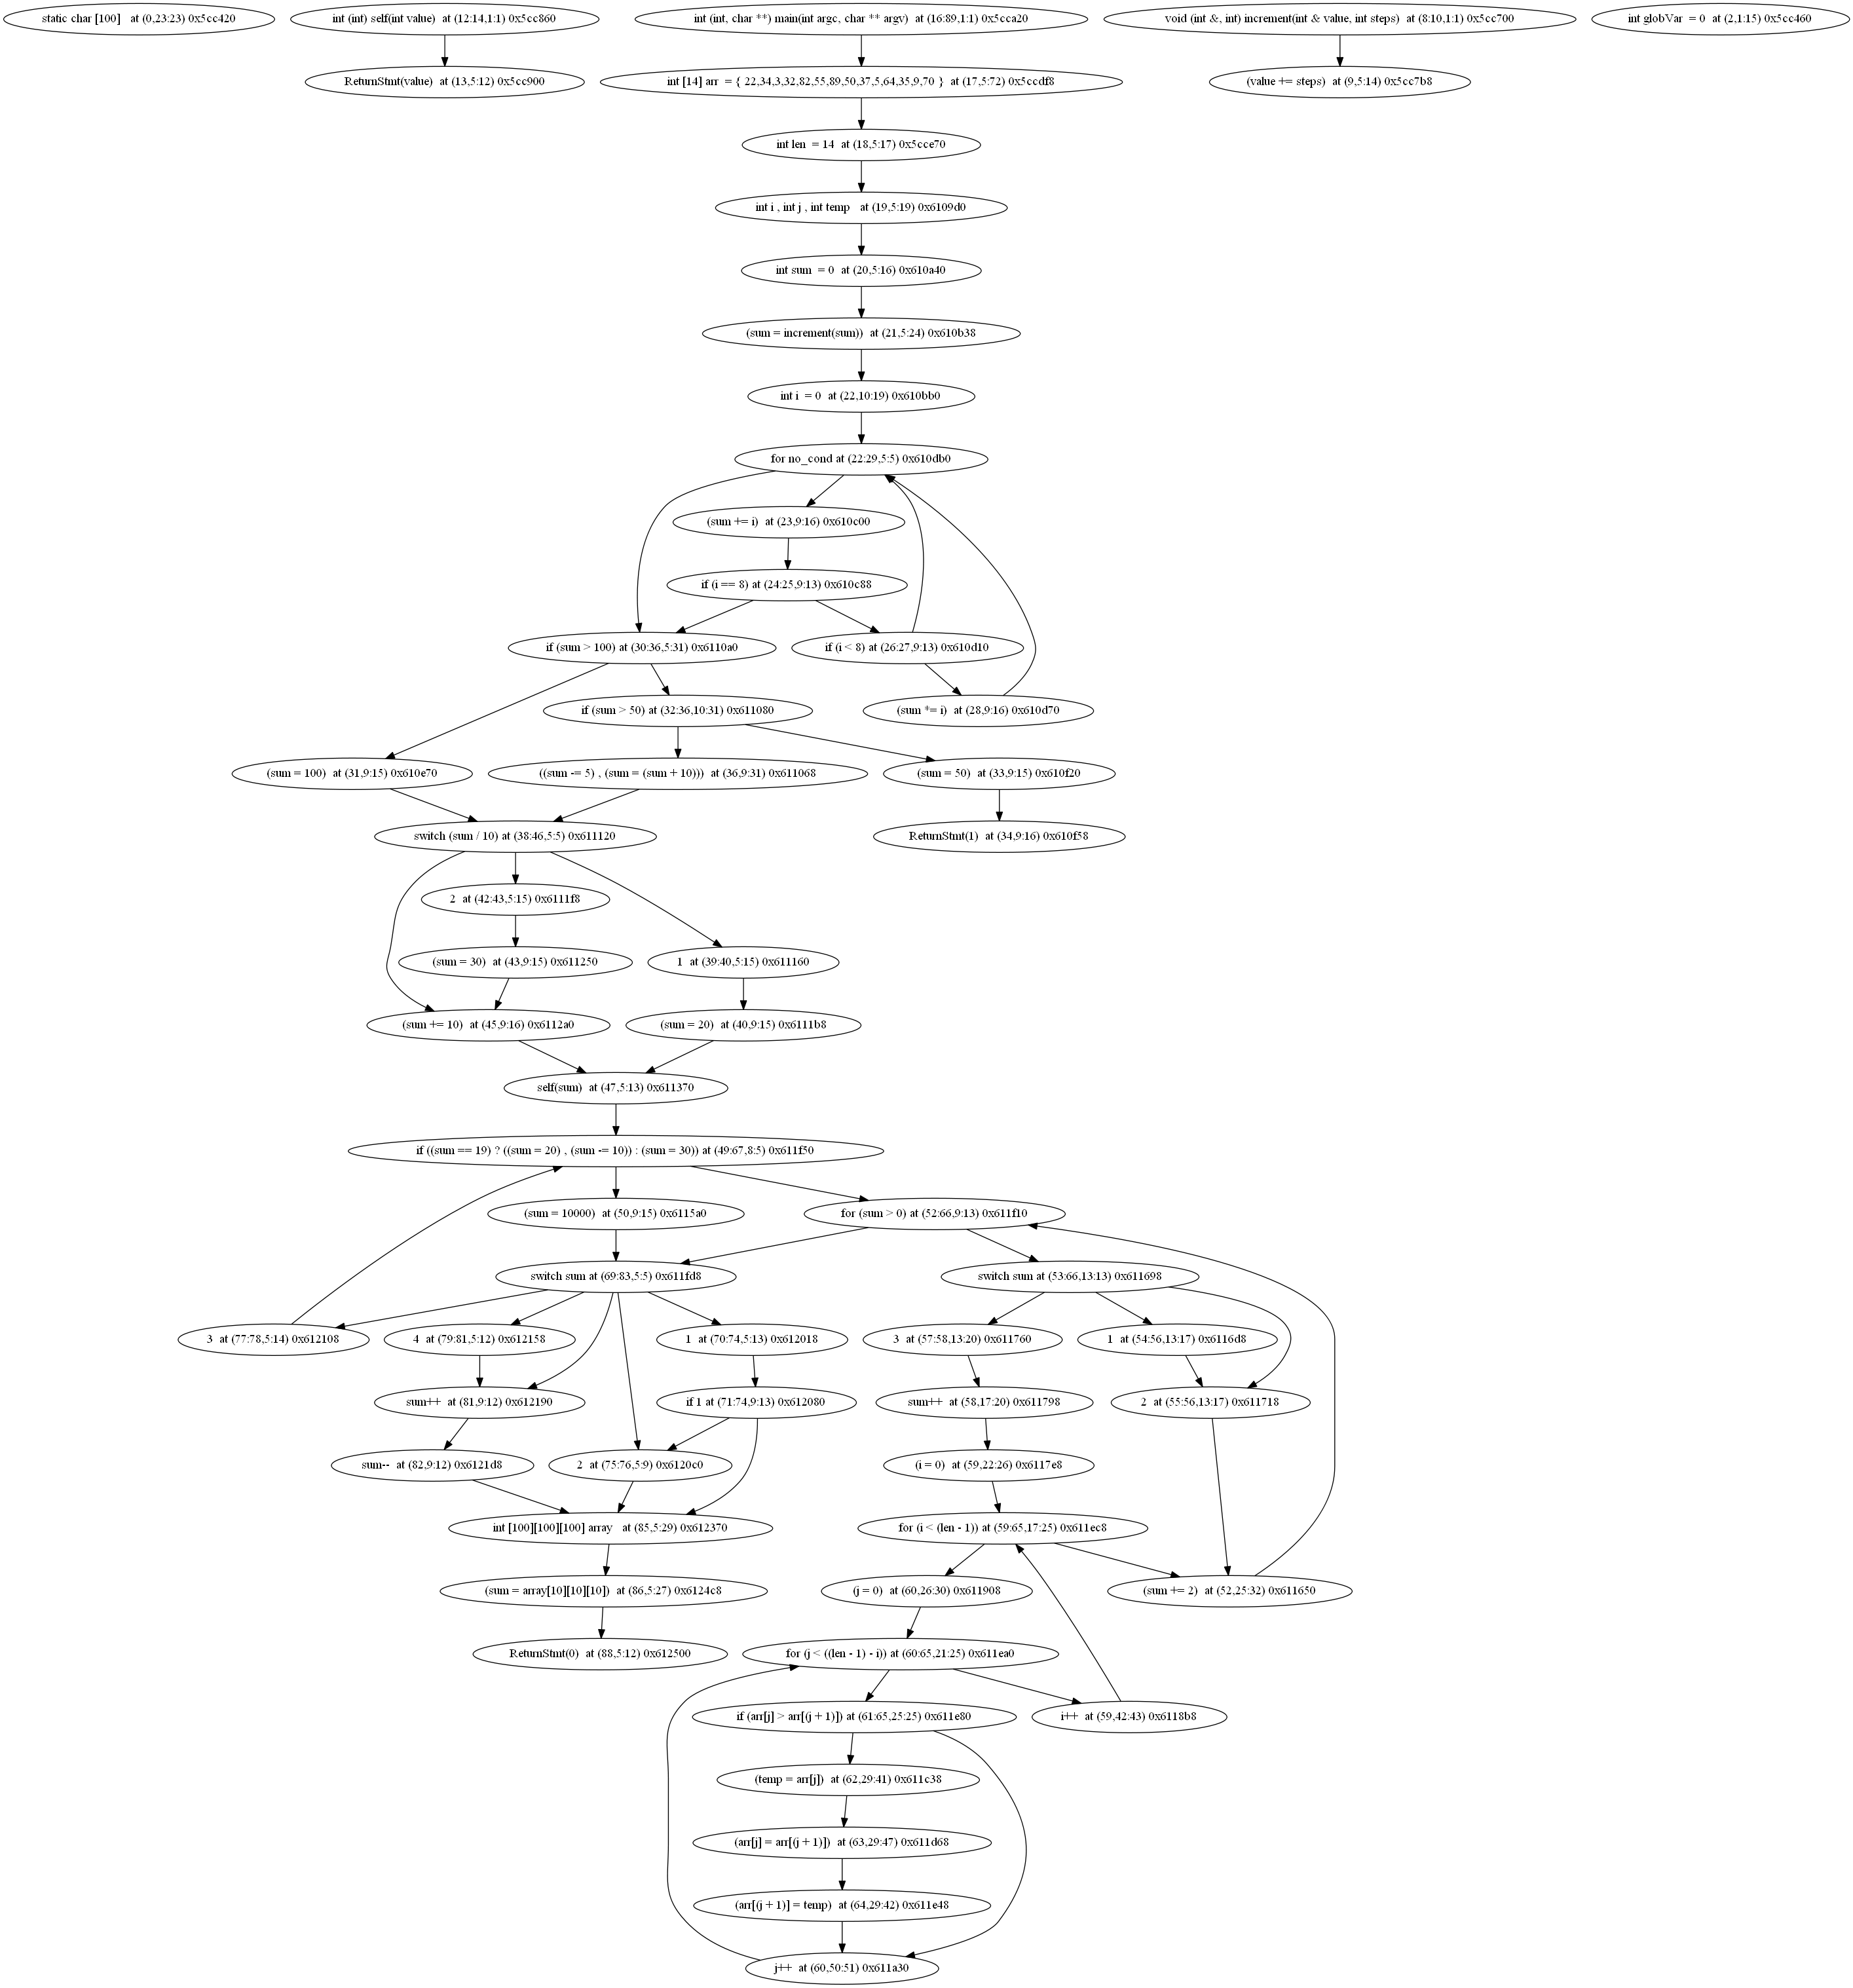 static char [100]   at (0,23:23) 0x5cc420
int (int) self(int value)  at (12:14,1:1) 0x5cc860
int (int, char **) main(int argc, char ** argv)  at (16:89,1:1) 0x5cca20
void (int &, int) increment(int & value, int steps)  at (8:10,1:1) 0x5cc700
int globVar  = 0  at (2,1:15) 0x5cc460
ReturnStmt(value)  at (13,5:12) 0x5cc900
int [14] arr  = { 22,34,3,32,82,55,89,50,37,5,64,35,9,70 }  at (17,5:72) 0x5ccdf8
(value += steps)  at (9,5:14) 0x5cc7b8
int len  = 14  at (18,5:17) 0x5cce70
int i , int j , int temp   at (19,5:19) 0x6109d0
int sum  = 0  at (20,5:16) 0x610a40
(sum = increment(sum))  at (21,5:24) 0x610b38
int i  = 0  at (22,10:19) 0x610bb0
for no_cond at (22:29,5:5) 0x610db0
(sum += i)  at (23,9:16) 0x610c00
if (i == 8) at (24:25,9:13) 0x610c88
if (sum > 100) at (30:36,5:31) 0x6110a0
if (i < 8) at (26:27,9:13) 0x610d10
if (sum > 50) at (32:36,10:31) 0x611080
(sum *= i)  at (28,9:16) 0x610d70
(sum = 100)  at (31,9:15) 0x610e70
((sum -= 5) , (sum = (sum + 10)))  at (36,9:31) 0x611068
(sum = 50)  at (33,9:15) 0x610f20
switch (sum / 10) at (38:46,5:5) 0x611120
ReturnStmt(1)  at (34,9:16) 0x610f58
2  at (42:43,5:15) 0x6111f8
(sum = 30)  at (43,9:15) 0x611250
1  at (39:40,5:15) 0x611160
(sum += 10)  at (45,9:16) 0x6112a0
(sum = 20)  at (40,9:15) 0x6111b8
self(sum)  at (47,5:13) 0x611370
if ((sum == 19) ? ((sum = 20) , (sum -= 10)) : (sum = 30)) at (49:67,8:5) 0x611f50
(sum = 10000)  at (50,9:15) 0x6115a0
for (sum > 0) at (52:66,9:13) 0x611f10
switch sum at (69:83,5:5) 0x611fd8
switch sum at (53:66,13:13) 0x611698
3  at (77:78,5:14) 0x612108
4  at (79:81,5:12) 0x612158
1  at (70:74,5:13) 0x612018
3  at (57:58,13:20) 0x611760
1  at (54:56,13:17) 0x6116d8
sum++  at (81,9:12) 0x612190
if 1 at (71:74,9:13) 0x612080
sum++  at (58,17:20) 0x611798
2  at (55:56,13:17) 0x611718
sum--  at (82,9:12) 0x6121d8
2  at (75:76,5:9) 0x6120c0
(i = 0)  at (59,22:26) 0x6117e8
int [100][100][100] array   at (85,5:29) 0x612370
for (i < (len - 1)) at (59:65,17:25) 0x611ec8
(sum = array[10][10][10])  at (86,5:27) 0x6124c8
(j = 0)  at (60,26:30) 0x611908
(sum += 2)  at (52,25:32) 0x611650
ReturnStmt(0)  at (88,5:12) 0x612500
for (j < ((len - 1) - i)) at (60:65,21:25) 0x611ea0
if (arr[j] > arr[(j + 1)]) at (61:65,25:25) 0x611e80
i++  at (59,42:43) 0x6118b8
(temp = arr[j])  at (62,29:41) 0x611c38
(arr[j] = arr[(j + 1)])  at (63,29:47) 0x611d68
(arr[(j + 1)] = temp)  at (64,29:42) 0x611e48
j++  at (60,50:51) 0x611a30